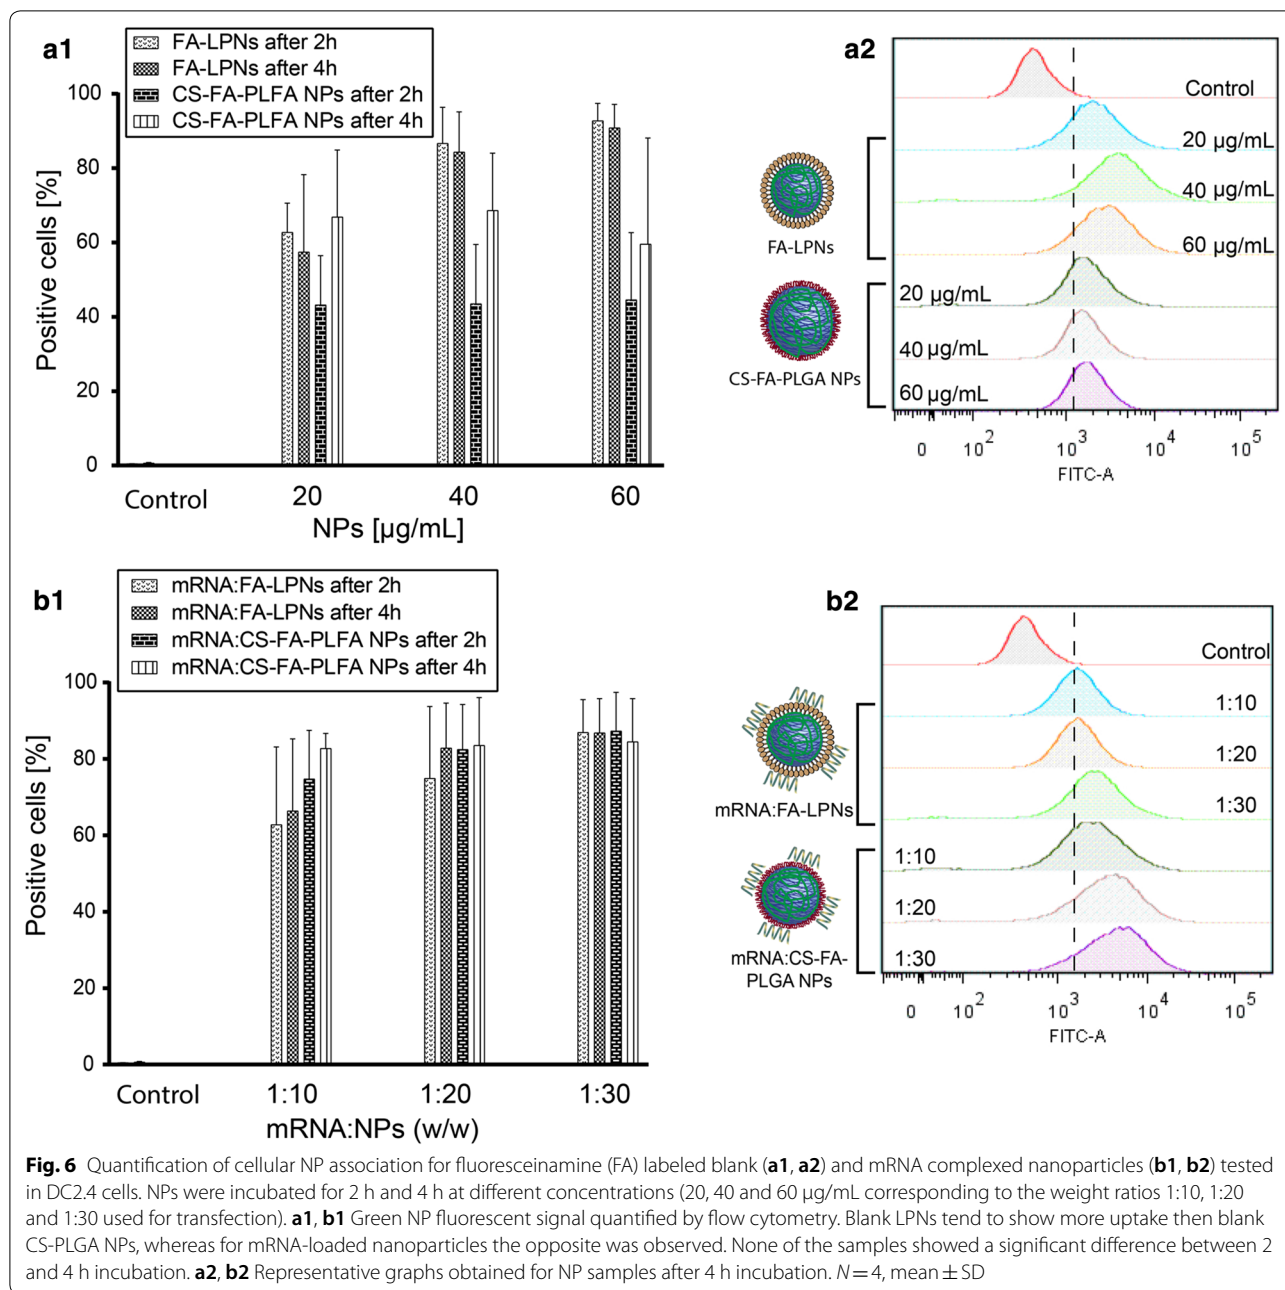 a1
FA-LPNs after 2h
FA-LPNs after 4h
CS-FA-PLFA NPs after 2h
CS-FA-PLFA NPs after 4h
Positive cells [%]
100
80
60
40
20
0
Control
20
40
60
NPs [µg/mL]
a2
Control
20 µg/mL
40 µg/mL
60 µg/mL
20 µg/mL
40 µg/mL
60 µg/mL
FA-LPNs
CS-FA-PLGA NPs
0 10^2 10^3 10^4 10^5
FITC-A
b1
mRNA:FA-LPNs after 2h
mRNA:FA-LPNs after 4h
mRNA:CS-FA-PLFA NPs after 2h
mRNA:CS-FA-PLFA NPs after 4h
Positive cells [%]
100
80
60
40
20
0
Control
1:10
1:20
1:30
mRNA:NPs (w/w)
b2
Control
1:10
1:20
1:30
1:10
1:20
1:30
mRNA:FA-LPNs
mRNA:CS-FA-
PLGA NPs
0 10^2 10^3 10^4 10^5
FITC-A
Fig. 6 Quantification of cellular NP association for fluoresceinamine (FA) labeled blank (a1, a2) and mRNA complexed nanoparticles (b1, b2) tested
in DC2.4 cells. NPs were incubated for 2 h and 4 h at different concentrations (20, 40 and 60 µg/mL corresponding to the weight ratios 1:10, 1:20
and 1:30 used for transfection). a1, b1 Green NP fluorescent signal quantified by flow cytometry. Blank LPNs tend to show more uptake then blank
CS-PLGA NPs, whereas for mRNA-loaded nanoparticles the opposite was observed. None of the samples showed a significant difference between 2
and 4 h incubation. a2, b2 Representative graphs obtained for NP samples after 4 h incubation. N = 4, mean ± SD